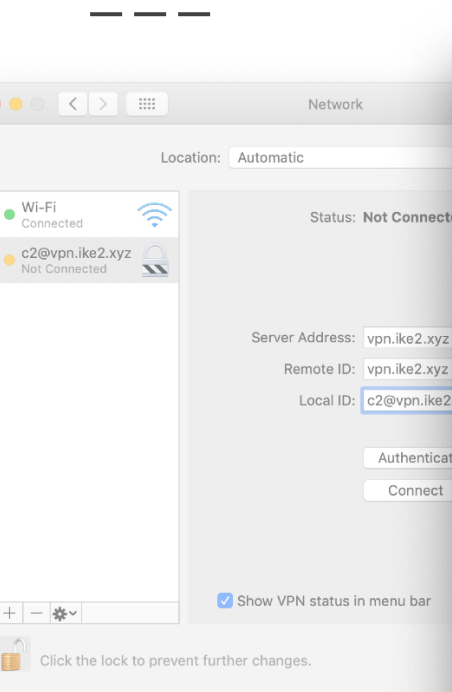 Network
Location: Automatic
Wi-Fi
Connected
Status: Not Connecte
c2@vpn.ike2.xyz
Not Connected
Server Address: vpn.ike2.xyz
Remote ID: vpn.ike2.xyz
Local ID: c2@vpn.ike2
Authenticat
Connect
Show VPN status in menu bar
Click the lock to prevent further changes.